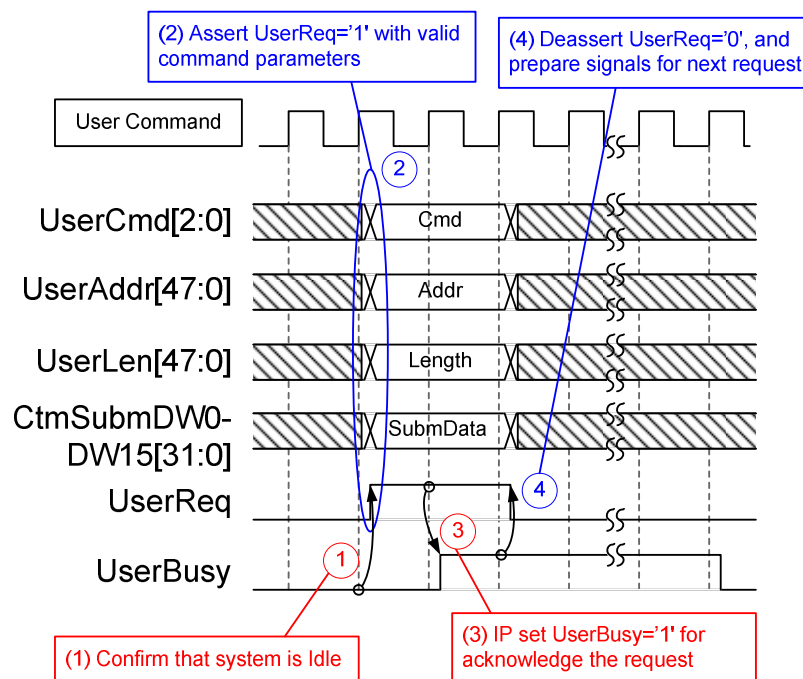 (2) Assert UserReq='1' with valid
command parameters
(4) Deassert UserReq='0', and
prepare signals for next request
User Command
2
UserCmd[2:0]
Cmd
UserAddr[47:0]
Addr
UserLen[47:0]
Length
CtmSubmDW0-
DW15[31:0]
SubmData
UserReq
4
3
1
UserBusy
(1) Confirm that system is Idle
(3) IP set UserBusy='1' for
acknowledge the request